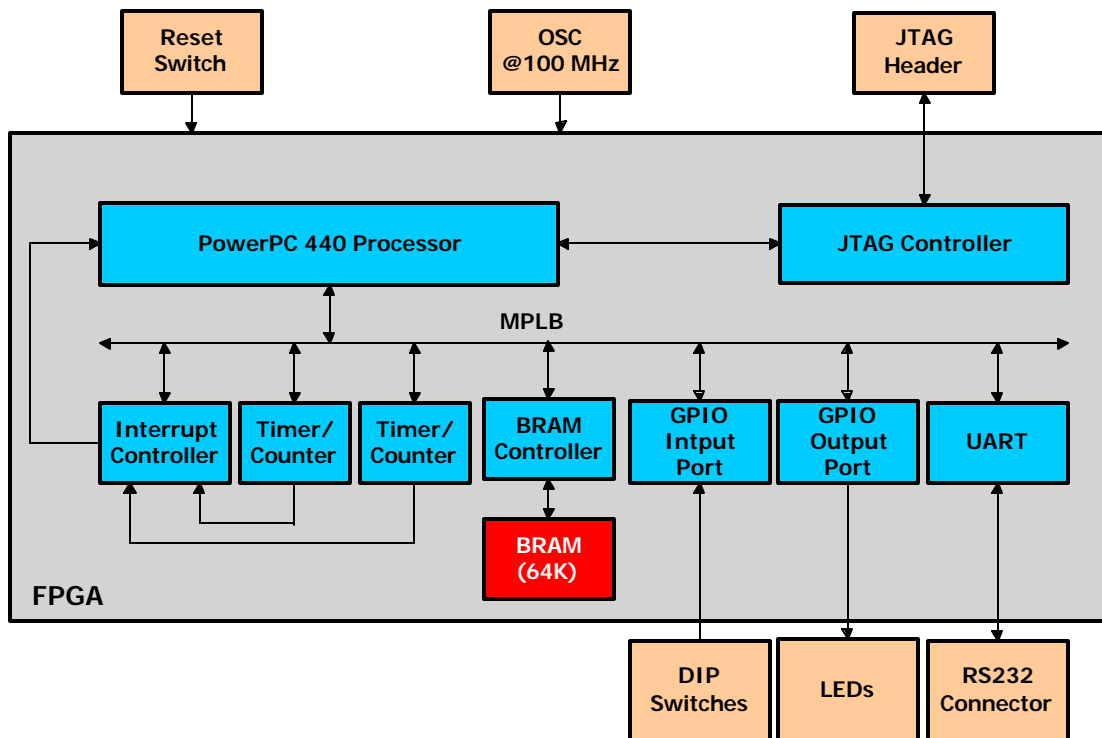 Reset
Switch
OSC
@100 MHz
JTAG
Header
PowerPC 440 Processor
JTAG Controller
MPLB
Interrupt
Controller
Timer/
Counter
Timer/
Counter
BRAM
Controller
GPIO
Intput
Port
GPIO
Output
Port
UART
BRAM
(64K)
FPGA
DIP
Switches
LEDs
RS232
Connector